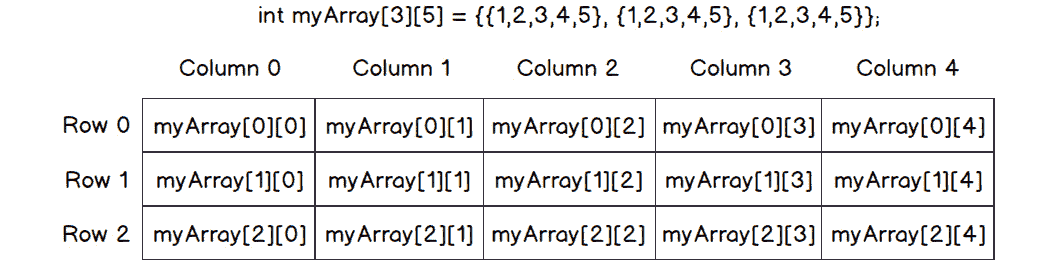 int myArray[3][5] = {{1,2,3,4,5}, {1,2,3,4,5}, {1,2,3,4,5}};
Column 0 Column 1 Column 2 Column 3 Column 4
Row 0 myArray[0][0] myArray[0][1] myArray[0][2] myArray[0][3] myArray[0][4]
Row 1 myArray[1][0] myArray[1][1] myArray[1][2] myArray[1][3] myArray[1][4]
Row 2 myArray[2][0] myArray[2][1] myArray[2][2] myArray[2][3] myArray[2][4]